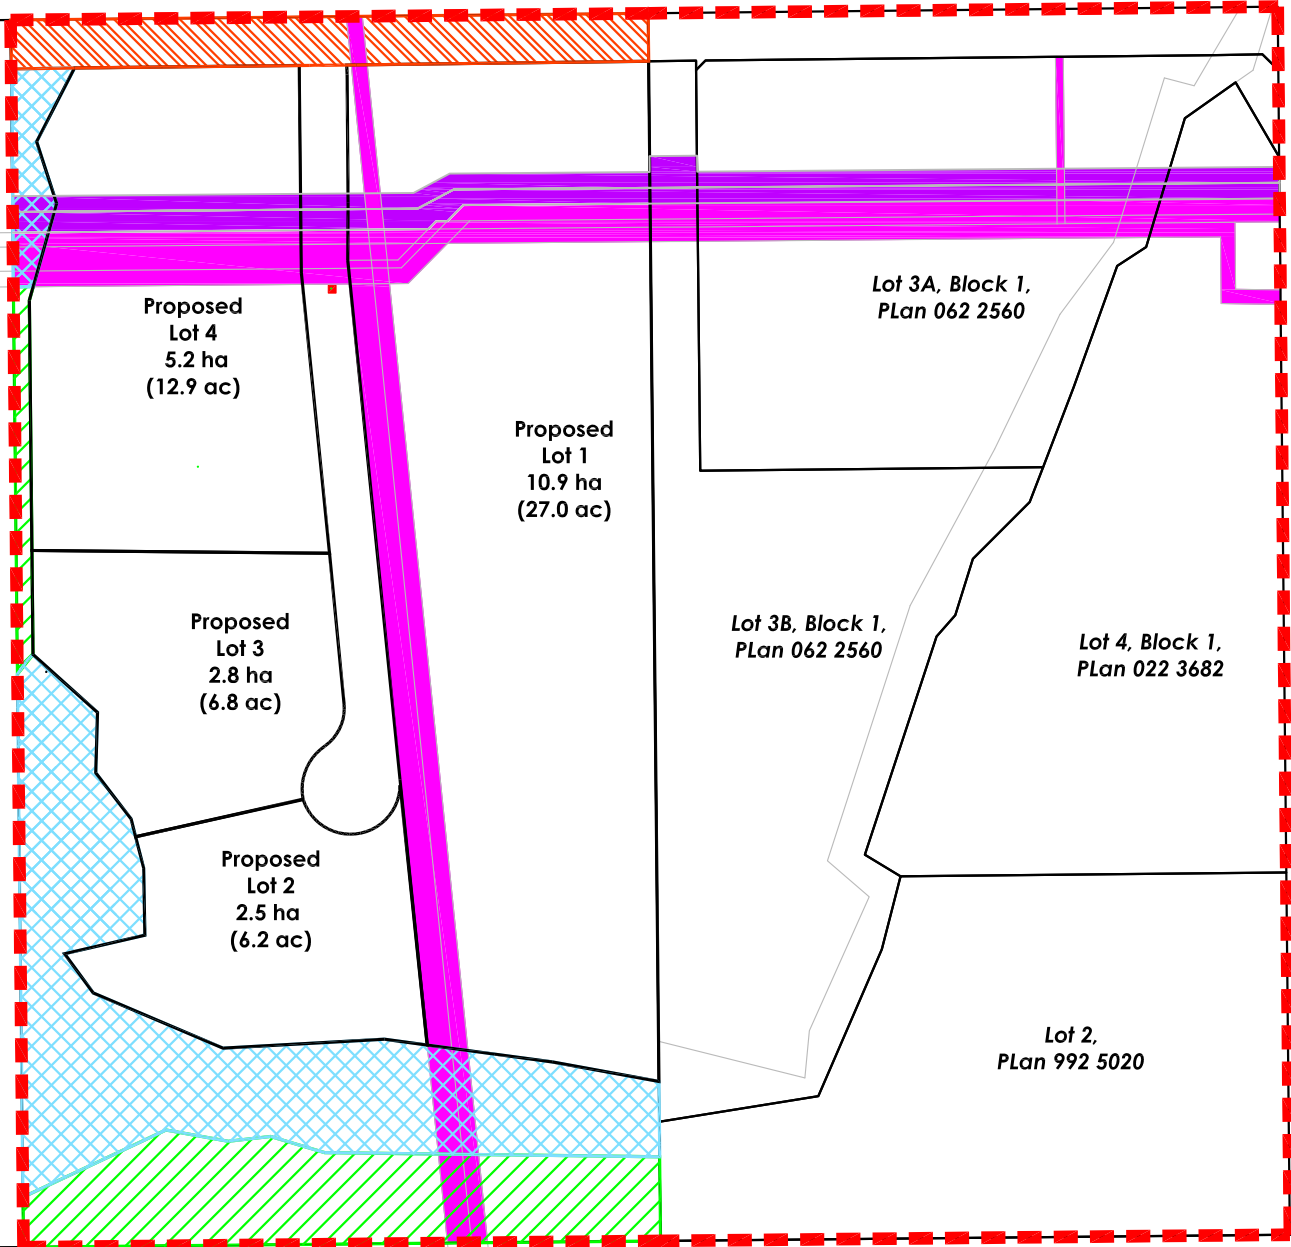 Proposed
Lot 4
5.2 ha
(12.9 ac)
Proposed
Lot 1
10.9 ha
(27.0 ac)
Lot 3A, Block 1,
PLan 062 2560
Proposed
Lot 3
2.8 ha
(6.8 ac)
Lot 3B, Block 1,
PLan 062 2560
Lot 4, Block 1,
PLan 022 3682
Proposed
Lot 2
2.5 ha
(6.2 ac)
Lot 2,
PLan 992 5020